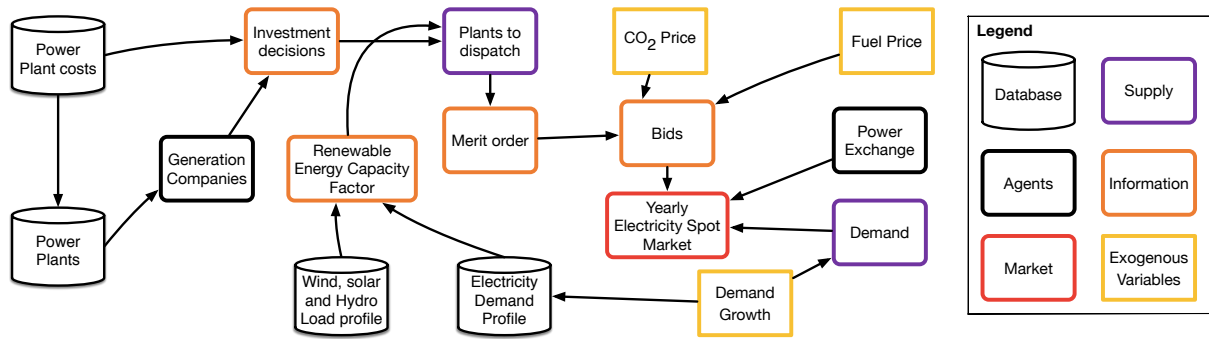 Power
Plant costs
Investment
decisions
Plants to
dispatch
CO2 Price
Fuel Price
Legend
Database
Supply
Generation
Companies
Renewable
Energy Capacity
Factor
Merit order
Bids
Power
Exchange
Agents
Information
Power
Plants
Yearly
Electricity Spot
Market
Demand
Wind, solar
and Hydro
Load profile
Electricity
Demand
Profile
Demand
Growth
Market
Exogenous
Variables